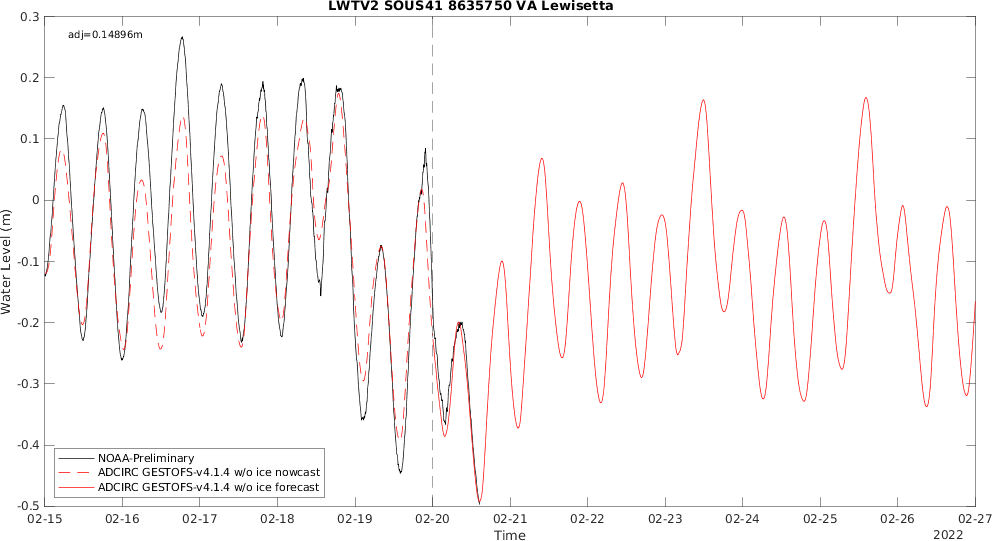 LWTV2 SOUS41 8635750 VA Lewisetta
adj=0.14896m
Water Level (m)
0.3
0.2
0.1
0
-0.1
-0.2
-0.3
-0.4
-0.5
NOAA-Preliminary
ADCIRC GESTOFS-v4.1.4 w/o ice nowcast
ADCIRC GESTOFS-v4.1.4 w/o ice forecast
02-15 02-16 02-17 02-18 02-19 02-20 02-21 02-22 02-23 02-24 02-25 02-26 02-27
Time
2022